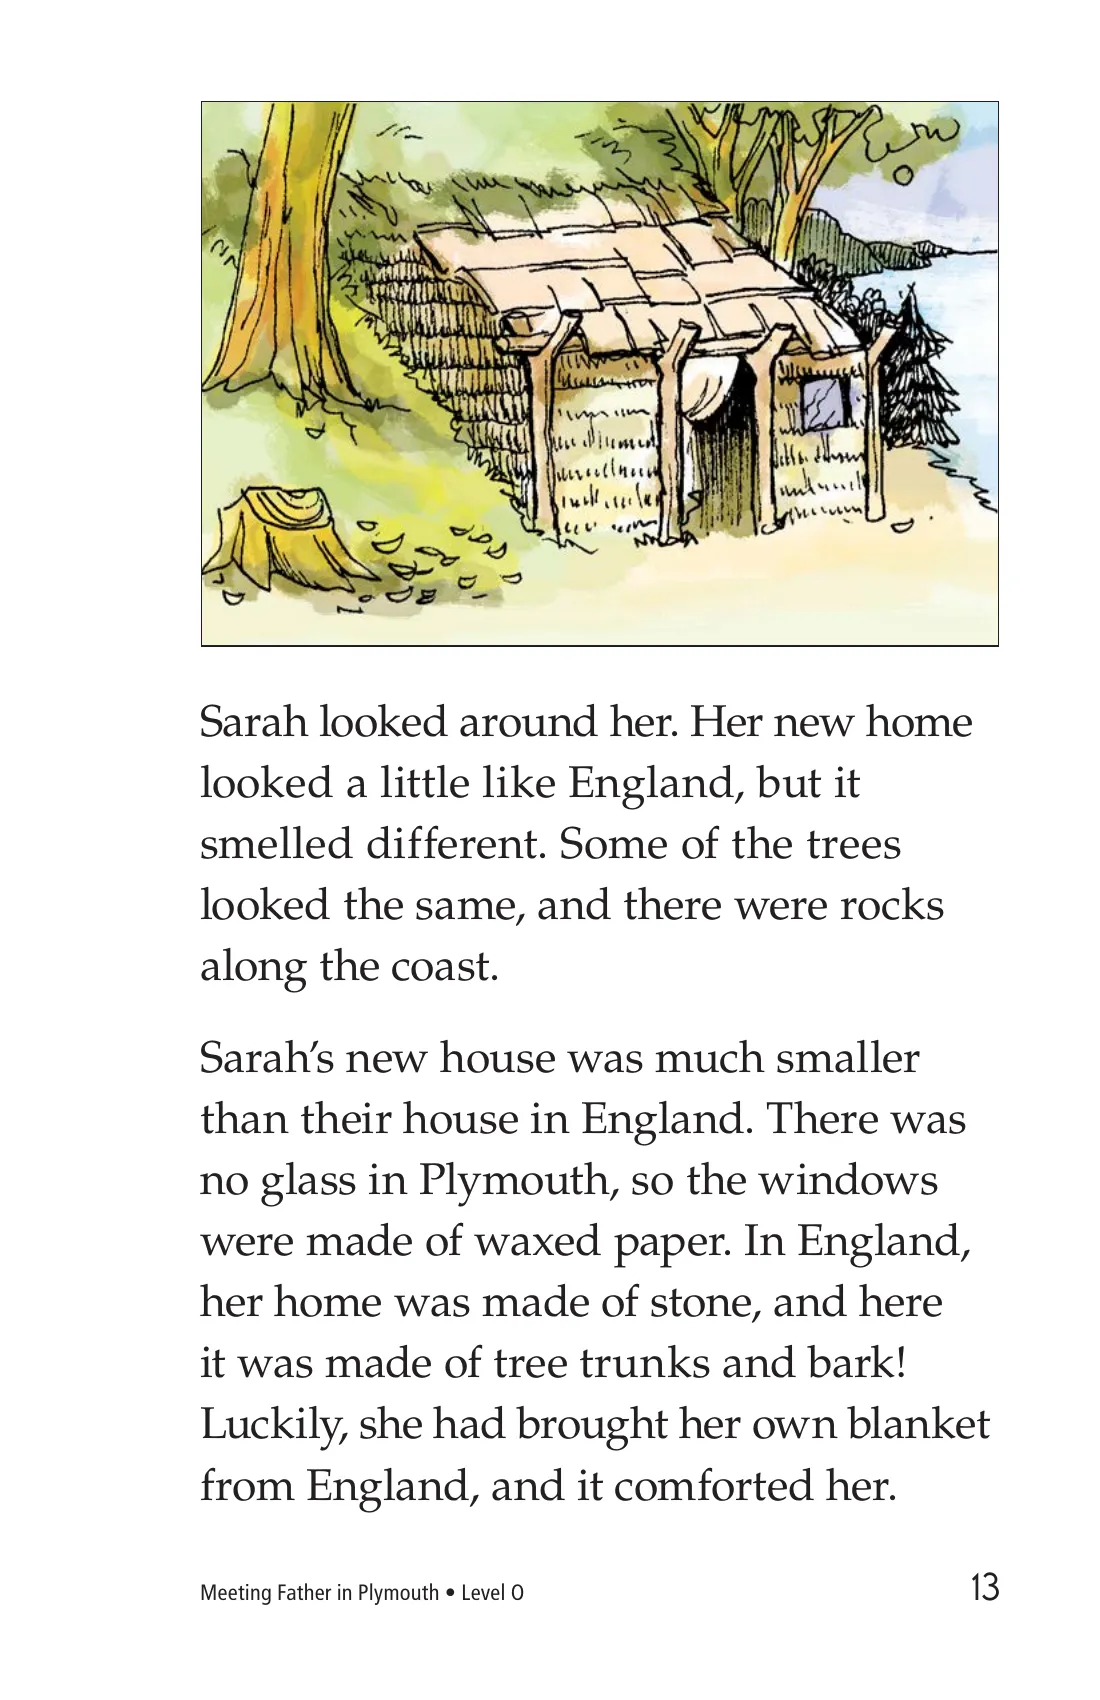 Sarah looked around her. Her new home
looked a little like England, but it
smelled different. Some of the trees
looked the same, and there were rocks
along the coast.
Sarah’s new house was much smaller
than their house in England. There was
no glass in Plymouth, so the windows
were made of waxed paper. In England,
her home was made of stone, and here
it was made of tree trunks and bark!
Luckily, she had brought her own blanket
from England, and it comforted her.
Meeting Father in Plymouth • Level O
13